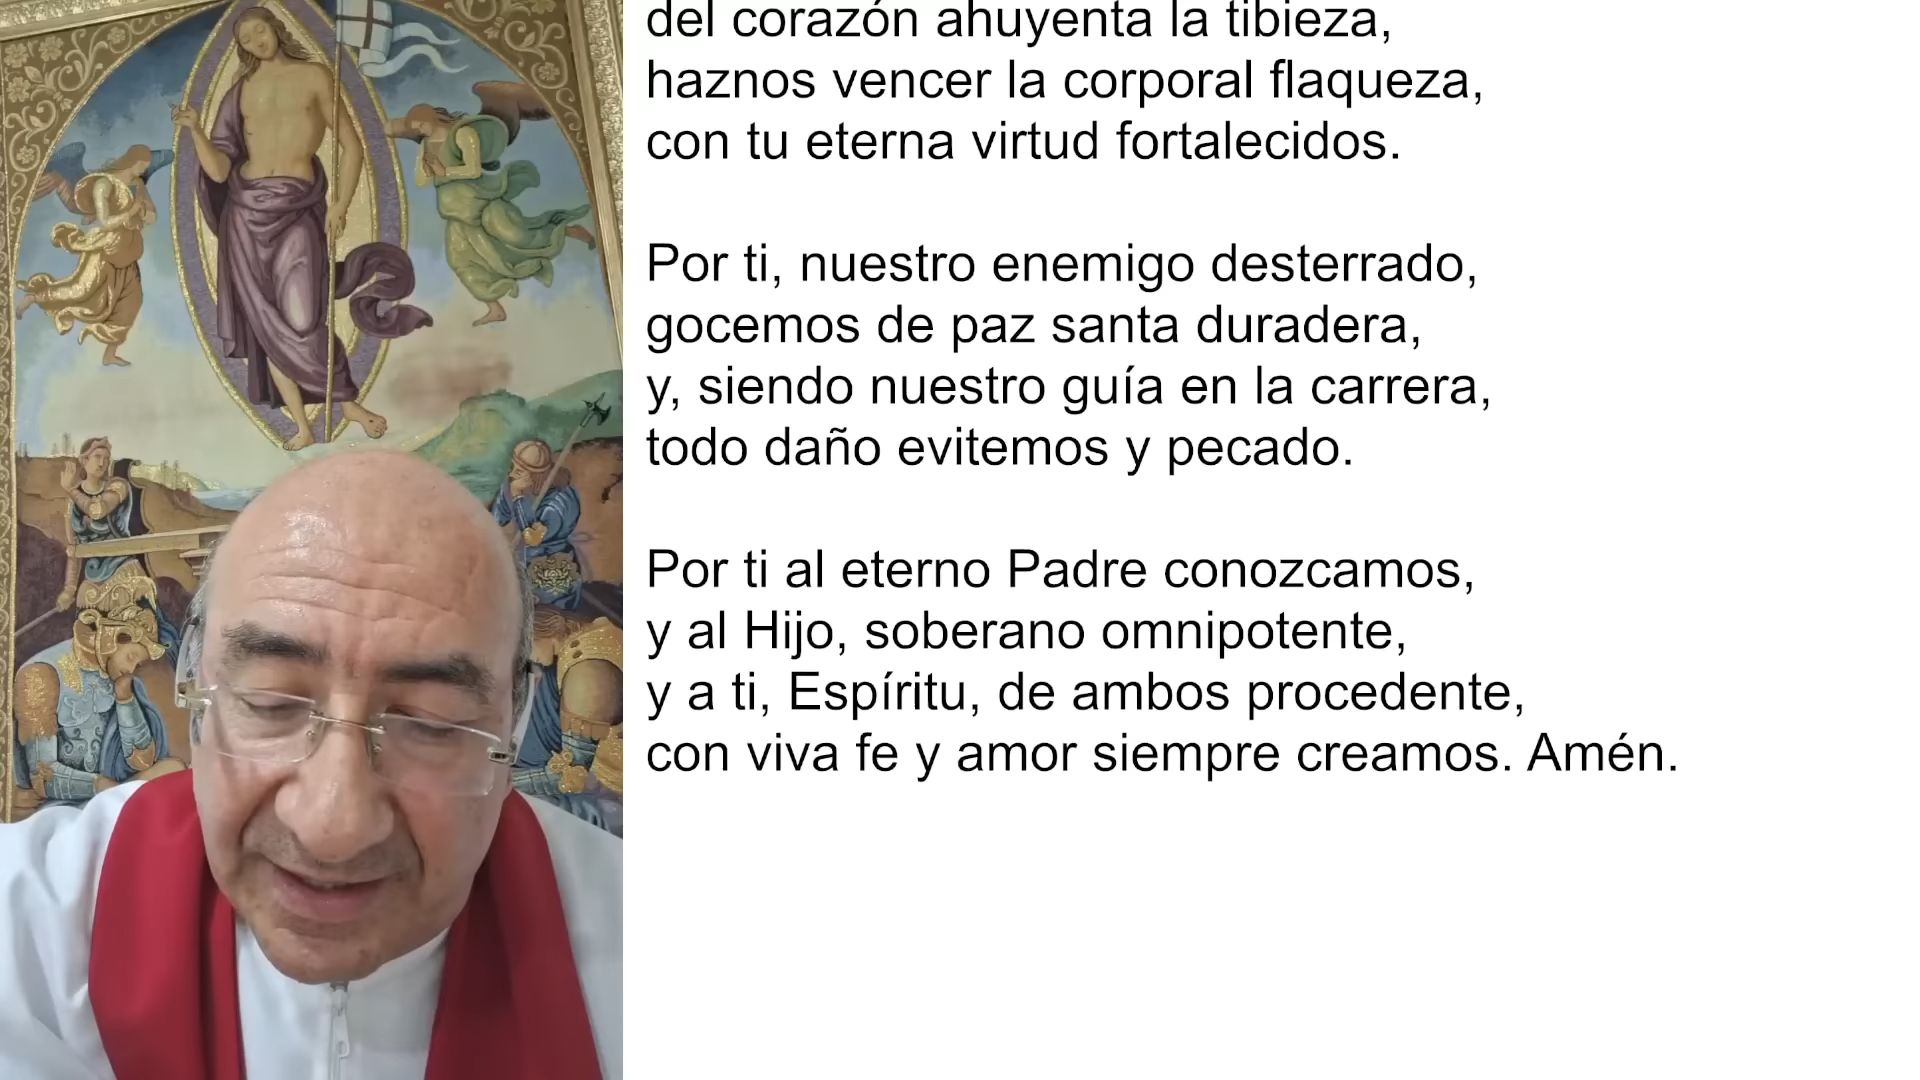 del corazón ahuyenta la tibieza,
haznos vencer la corporal flaqueza,
con tu eterna virtud fortalecidos.
Por ti, nuestro enemigo desterrado,
gocemos de paz santa duradera,
y, siendo nuestro guía en la carrera,
todo daño evitemos y pecado.
Por ti al eterno Padre conozcamos,
y al Hijo, soberano omnipotente,
y a ti, Espíritu, de ambos procedente,
con viva fe y amor siempre creamos. Amén.